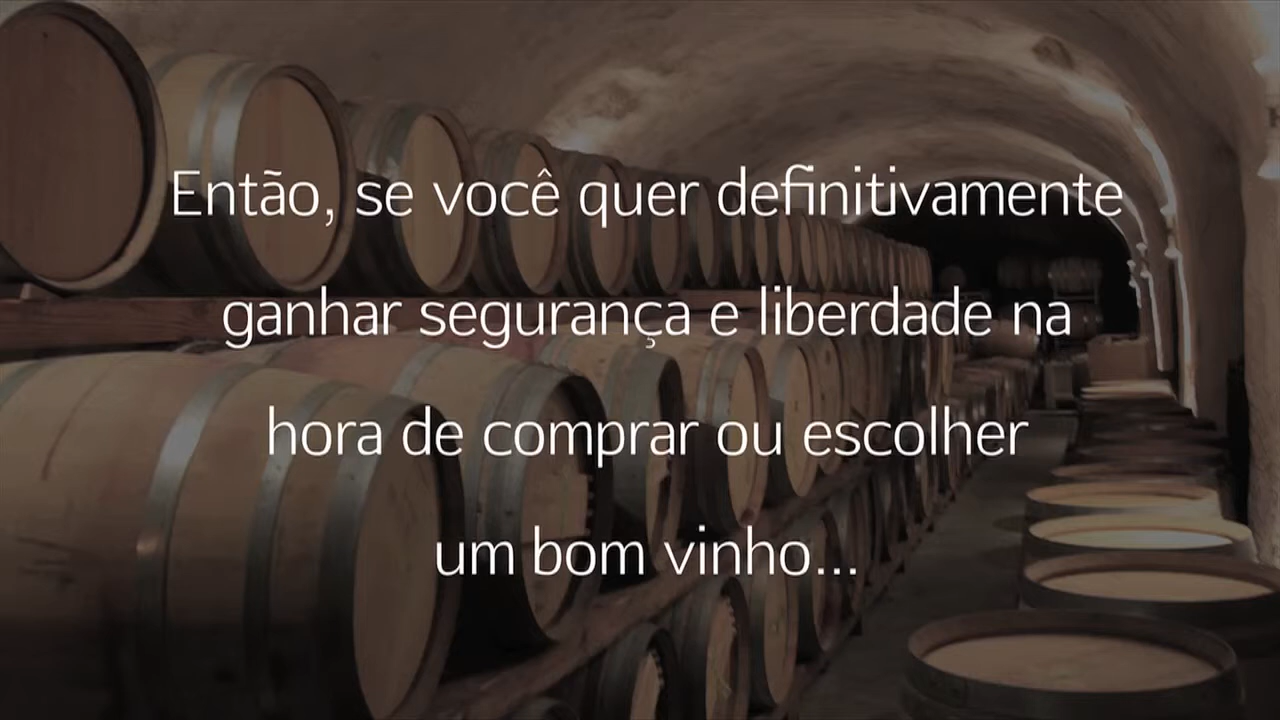 Então, se você quer definitivamente
ganhar segurança e liberdade na
hora de comprar ou escolher
um bom vinho...